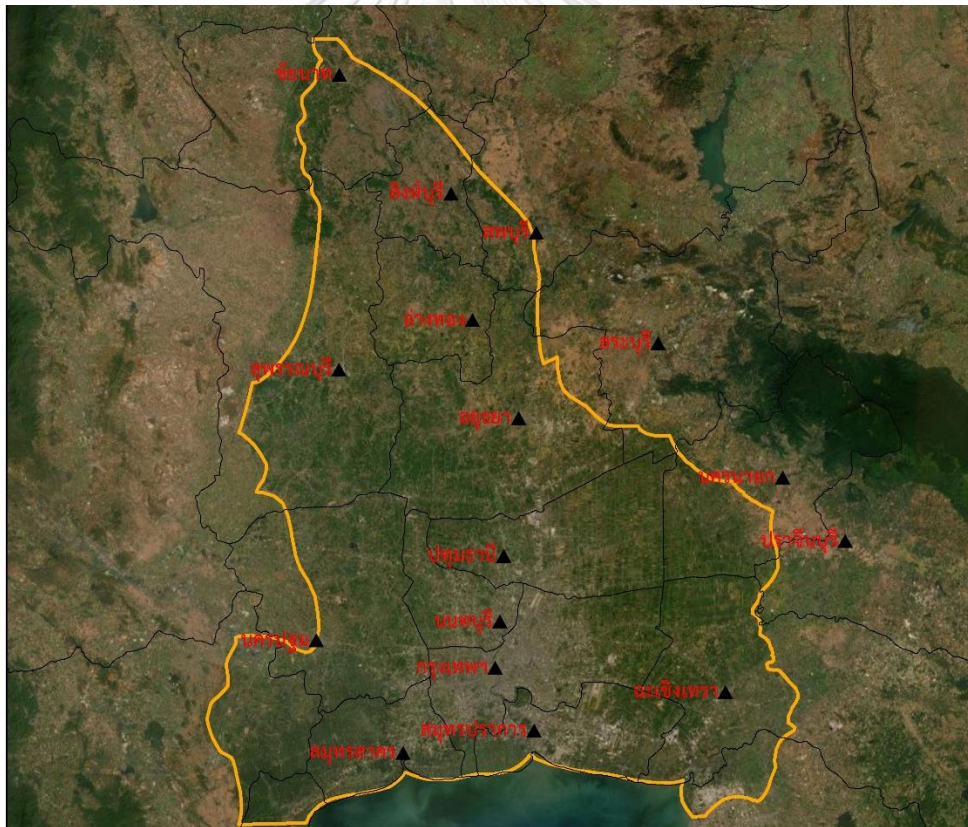 ชัยนาท
สิงห์บุรี
ลพบุรี
อ่างทอง
สระบุรี
สุพรรณบุรี
อยุธยา
นครนายก
ปราจีนบุรี
ปทุมธานี
นนทบุรี
นครปฐม
กรุงเทพฯ
ฉะเชิงเทรา
สมุทรปราการ
สมุทรสาคร